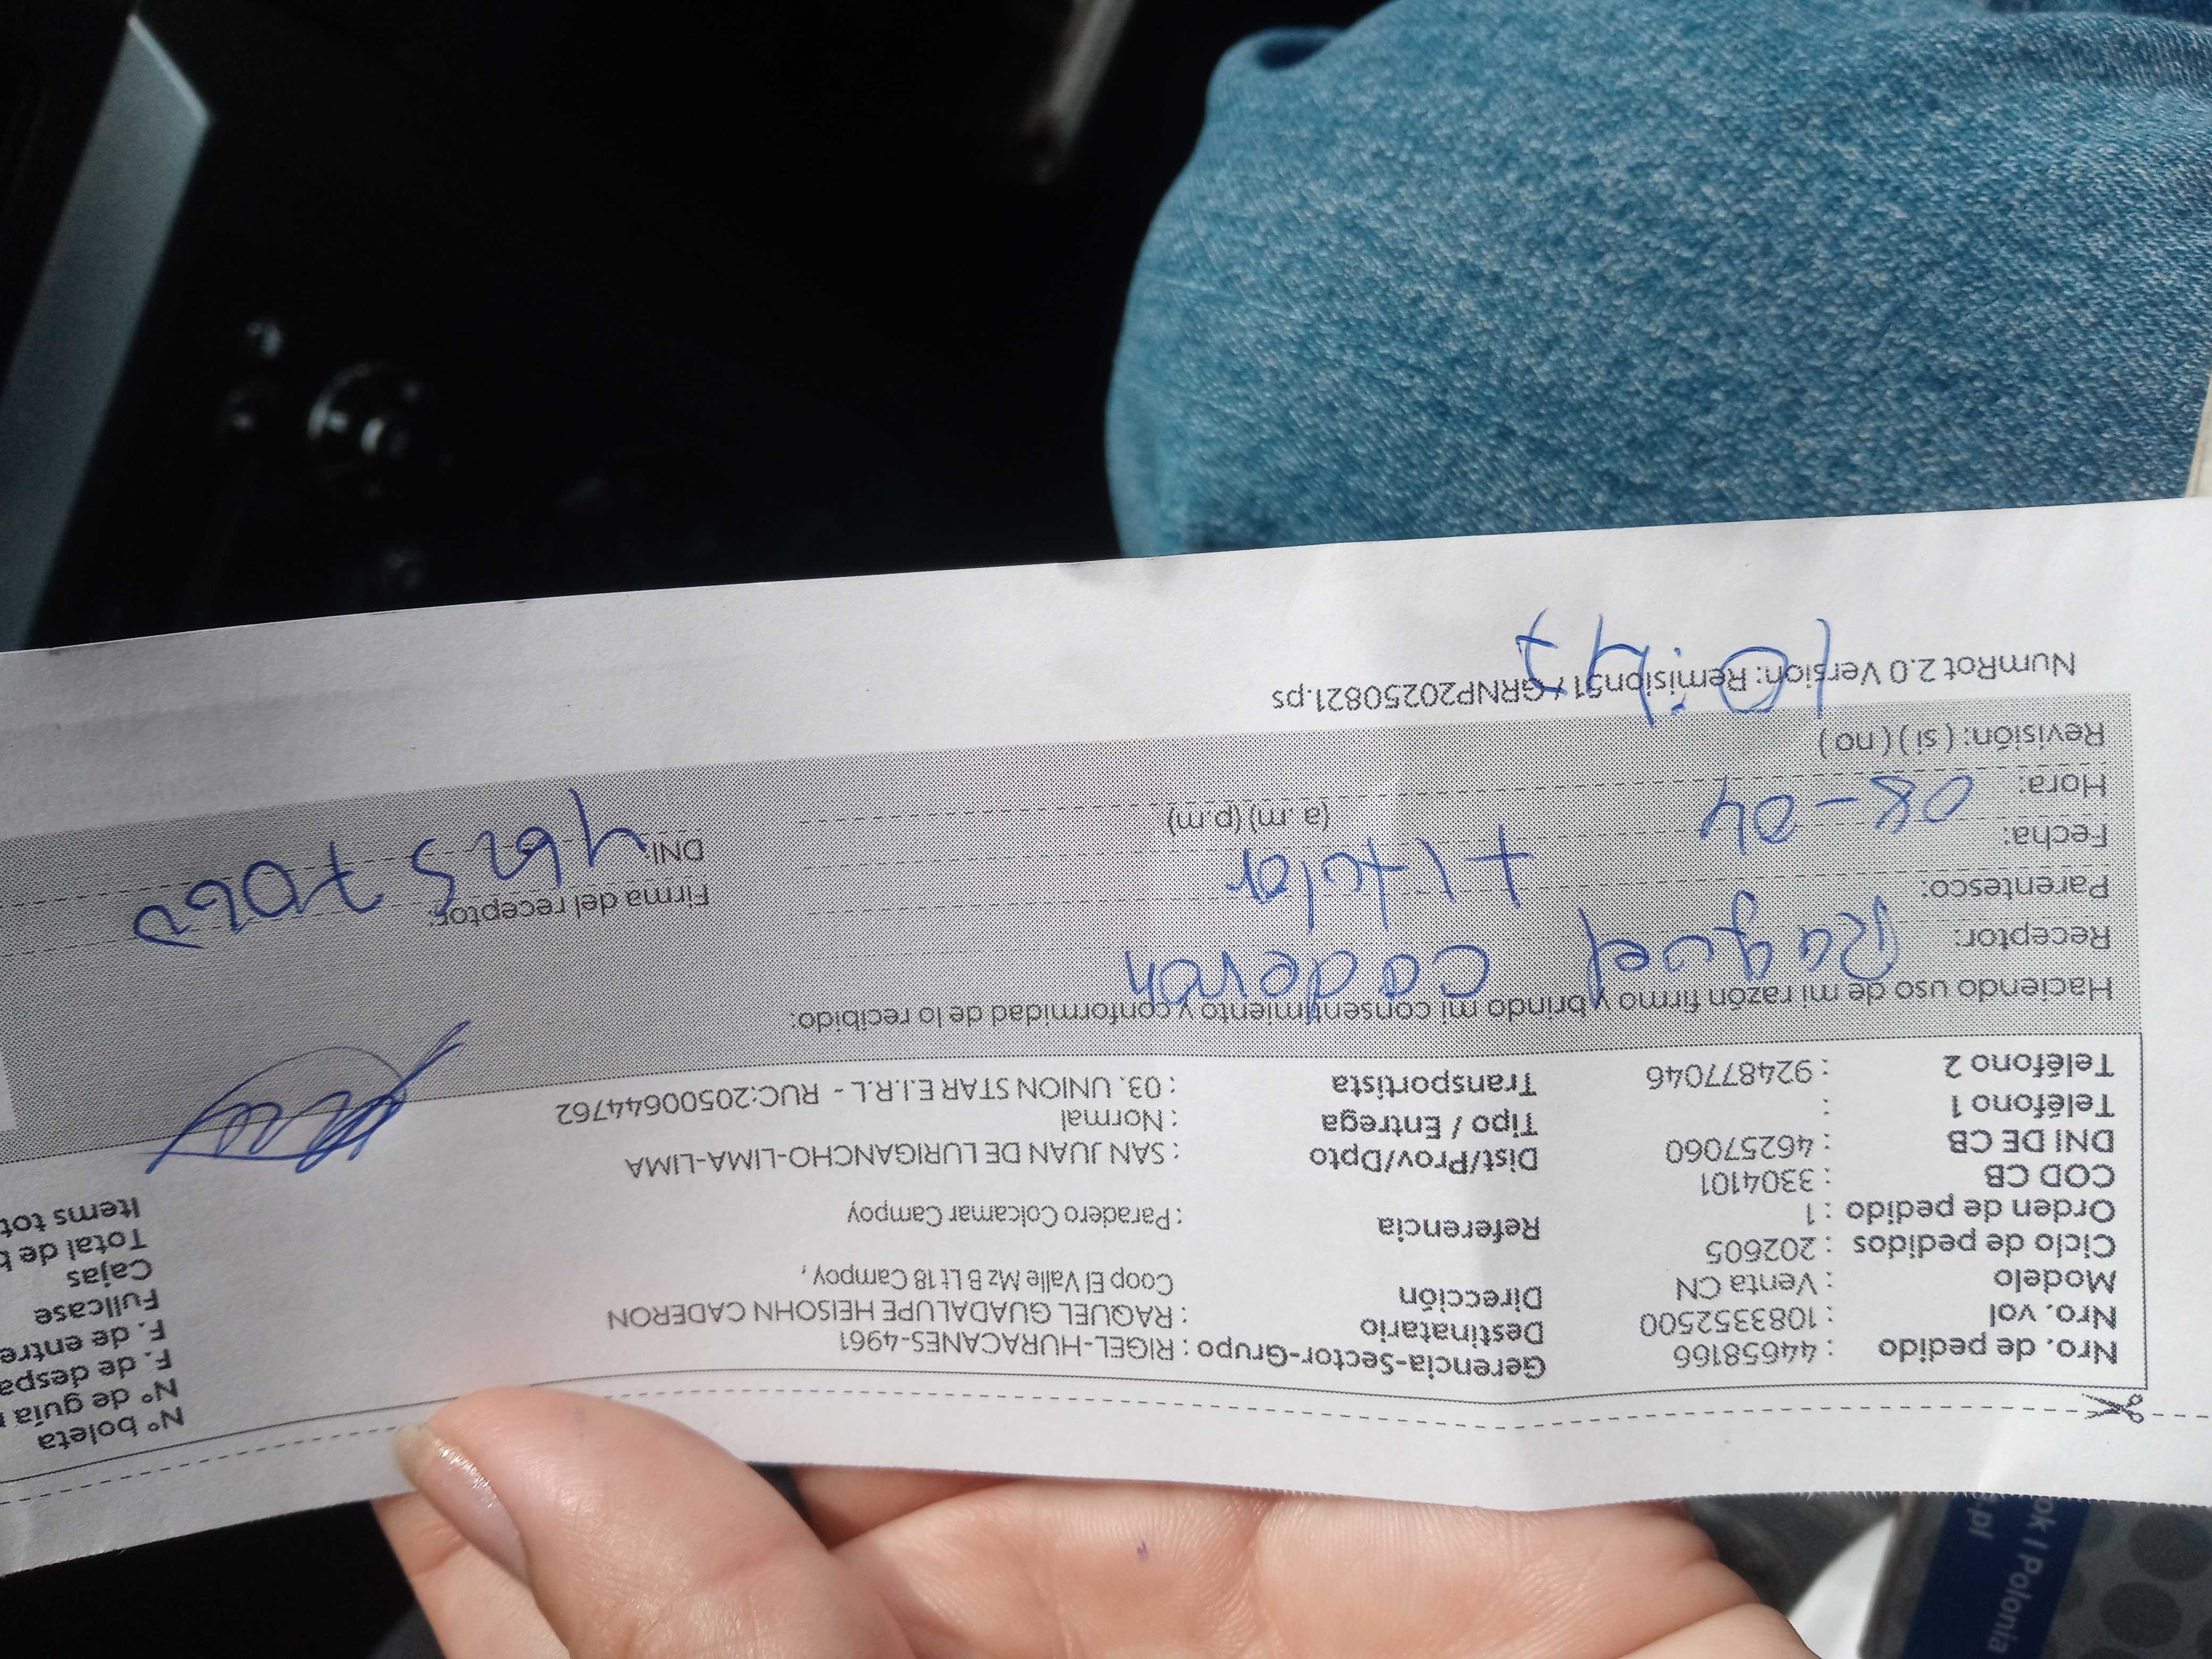 Nro. de pedido : 44658166
Nro. vol : 1083352500
Modelo : Venta CN
Ciclo de pedidos : 202605
Orden de pedido : 1
COD CB : 3304101
DNI DE CB : 46257060
Teléfono 1 :
Teléfono 2 : 924877046
Gerencia-Sector-Grupo : RIGEL-HURACANES-4961
Destinatario : RAQUEL GUADALUPE HEISOHN CADERON
Dirección Coop El Valle Mz B Lt 18 Campoy,
Referencia : Paradero Colcamar Campoy
Dist/Prov/Dpto : SAN JUAN DE LURIGANCHO-LIMA-LIMA
Tipo / Entrega : Normal
Transportista : 03. UNION STAR E.I.R.L - RUC:20500644762
N° boleta
N° de guía
F. de despa
F. de entre
Fullcase
Cajas
Total de b
Items tot
Haciendo uso de mi razón firmo y brindo mi consentimiento y conformidad de lo recibido:
Receptor: Raquel Caderon
Parentesco: titular
Fecha: 08-04
Hora: (a. m) (p.m)
Revisión: ( si ) ( no )
Firma del receptor:
DNI: 46257060
10:47
NumRot 2.0 Version: Remision517 GRNP20250821.ps
ok | Polonia
s.pl